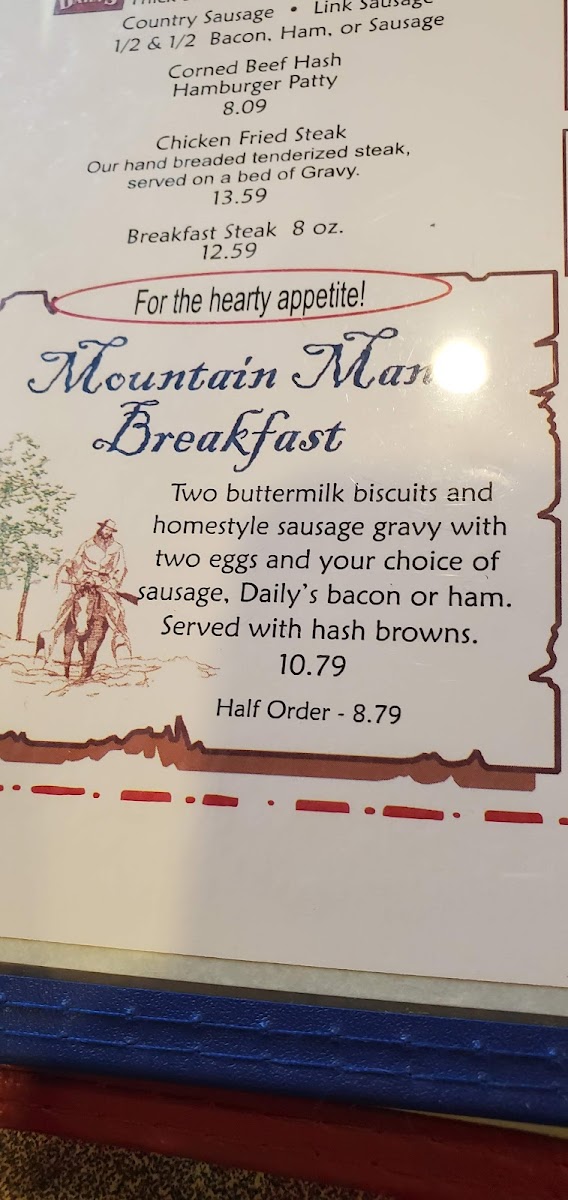 Country Sausage • Link Sausage
1/2 & 1/2 Bacon, Ham, or Sausage
Corned Beef Hash
Hamburger Patty
8.09
Chicken Fried Steak
Our hand breaded tenderized steak,
served on a bed of Gravy.
13.59
Breakfast Steak 8 oz.
12.59
For the hearty appetite!
Mountain Man
Breakfast
Two buttermilk biscuits and
homestyle sausage gravy with
two eggs and your choice of
sausage, Daily's bacon or ham.
Served with hash browns.
10.79
Half Order - 8.79